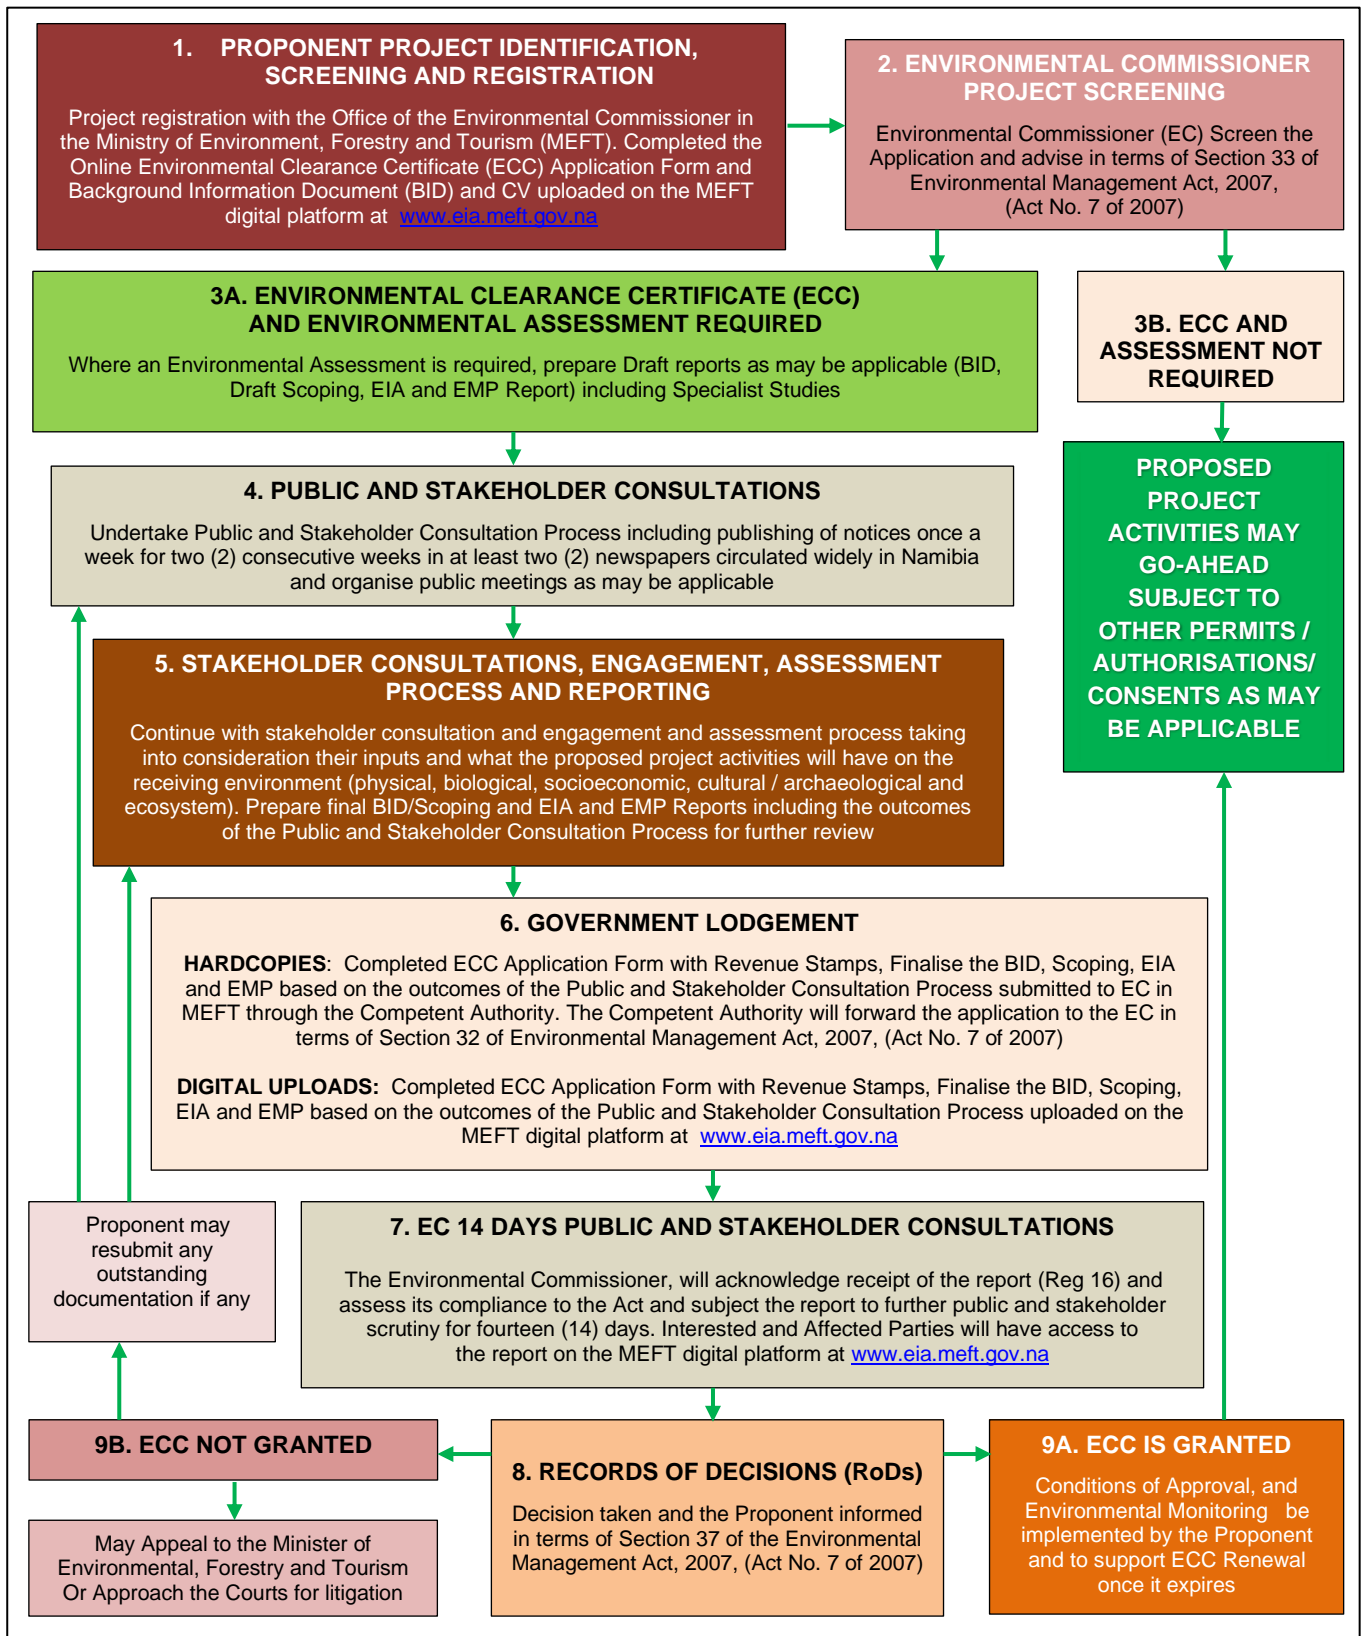 1. PROPONENT PROJECT IDENTIFICATION,
SCREENING AND REGISTRATION
Project registration with the Office of the Environmental Commissioner in
the Ministry of Environment, Forestry and Tourism (MEFT). Completed the
Online Environmental Clearance Certificate (ECC) Application Form and
Background Information Document (BID) and CV uploaded on the MEFT
digital platform at www.eia.meft.gov.na
2. ENVIRONMENTAL COMMISSIONER
PROJECT SCREENING
Environmental Commissioner (EC) Screen the
Application and advise in terms of Section 33 of
Environmental Management Act, 2007,
(Act No. 7 of 2007)
3A. ENVIRONMENTAL CLEARANCE CERTIFICATE (ECC)
AND ENVIRONMENTAL ASSESSMENT REQUIRED
Where an Environmental Assessment is required, prepare Draft reports as may be applicable (BID,
Draft Scoping, EIA and EMP Report) including Specialist Studies
3B. ECC AND
ASSESSMENT NOT
REQUIRED
4. PUBLIC AND STAKEHOLDER CONSULTATIONS
Undertake Public and Stakeholder Consultation Process including publishing of notices once a
week for two (2) consecutive weeks in at least two (2) newspapers circulated widely in Namibia
and organise public meetings as may be applicable
PROPOSED
PROJECT
ACTIVITIES MAY
GO-AHEAD
SUBJECT TO
OTHER PERMITS /
AUTHORISATIONS/
CONSENTS AS MAY
BE APPLICABLE
5. STAKEHOLDER CONSULTATIONS, ENGAGEMENT, ASSESSMENT
PROCESS AND REPORTING
Continue with stakeholder consultation and engagement and assessment process taking
into consideration their inputs and what the proposed project activities will have on the
receiving environment (physical, biological, socioeconomic, cultural / archaeological and
ecosystem). Prepare final BID/Scoping and EIA and EMP Reports including the outcomes
of the Public and Stakeholder Consultation Process for further review
6. GOVERNMENT LODGEMENT
HARDCOPIES: Completed ECC Application Form with Revenue Stamps, Finalise the BID, Scoping, EIA
and EMP based on the outcomes of the Public and Stakeholder Consultation Process submitted to EC in
MEFT through the Competent Authority. The Competent Authority will forward the application to the EC in
terms of Section 32 of Environmental Management Act, 2007, (Act No. 7 of 2007)
DIGITAL UPLOADS: Completed ECC Application Form with Revenue Stamps, Finalise the BID, Scoping,
EIA and EMP based on the outcomes of the Public and Stakeholder Consultation Process uploaded on the
MEFT digital platform at www.eia.meft.gov.na
Proponent may
resubmit any
outstanding
documentation if any
7. EC 14 DAYS PUBLIC AND STAKEHOLDER CONSULTATIONS
The Environmental Commissioner, will acknowledge receipt of the report (Reg 16) and
assess its compliance to the Act and subject the report to further public and stakeholder
scrutiny for fourteen (14) days. Interested and Affected Parties will have access to
the report on the MEFT digital platform at www.eia.meft.gov.na
9B. ECC NOT GRANTED
May Appeal to the Minister of
Environmental, Forestry and Tourism
Or Approach the Courts for litigation
8. RECORDS OF DECISIONS (RoDs)
Decision taken and the Proponent informed
in terms of Section 37 of the Environmental
Management Act, 2007, (Act No. 7 of 2007)
9A. ECC IS GRANTED
Conditions of Approval, and
Environmental Monitoring be
implemented by the Proponent
and to support ECC Renewal
once it expires